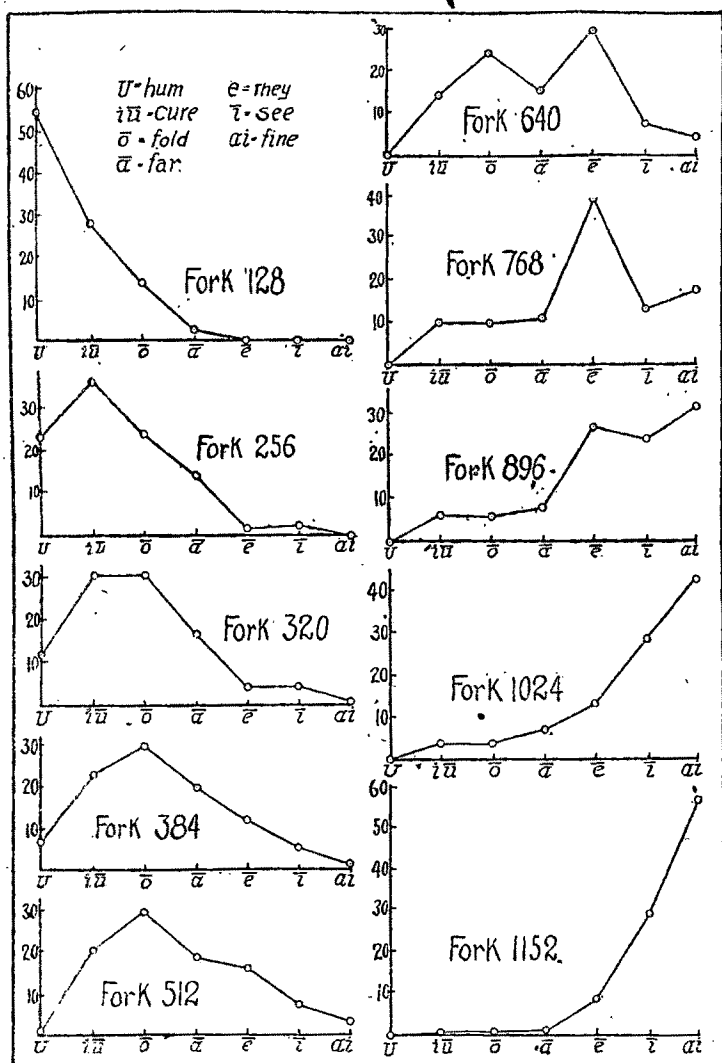 U-hum e=they
iū-cure ī-see
ō-fold ai-fine
ā-far
60
50
40
30
20
10
Fork 128
U iū ō ā ē ī ai
30
20
10
Fork 256
U iū ō ā ē ī ai
30
20
10
Fork 320
U iū ō ā ē ī ai
30
20
10
Fork 384
U iū ō ā ē ī ai
30
20
10
Fork 512
U iū ō ā ē ī ai
30
20
10
Fork 640
U iū ō ā ē ī ai
40
30
20
10
Fork 768
U iū ō ā ē ī ai
30
20
10
Fork 896
U iū ō ā ē ī ai
40
30
20
10
Fork 1024
U iū ō ā ē ī ai
60
50
40
30
20
10
Fork 1152
U iū ō ā ē ī ai